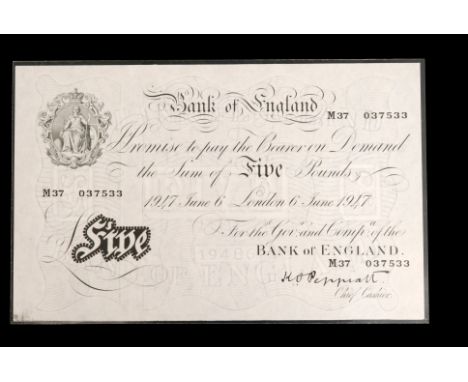 Bank of England
M37 037533
I Promise to pay the Bearer on Demand
the Sum of Five Pounds
M37 037533
1947 June 6 London 6 June 1947
For the Govr. and Compa. of the
BANK OF ENGLAND.
£Five
M37 037533
K O Peppiatt
Chief Cashier